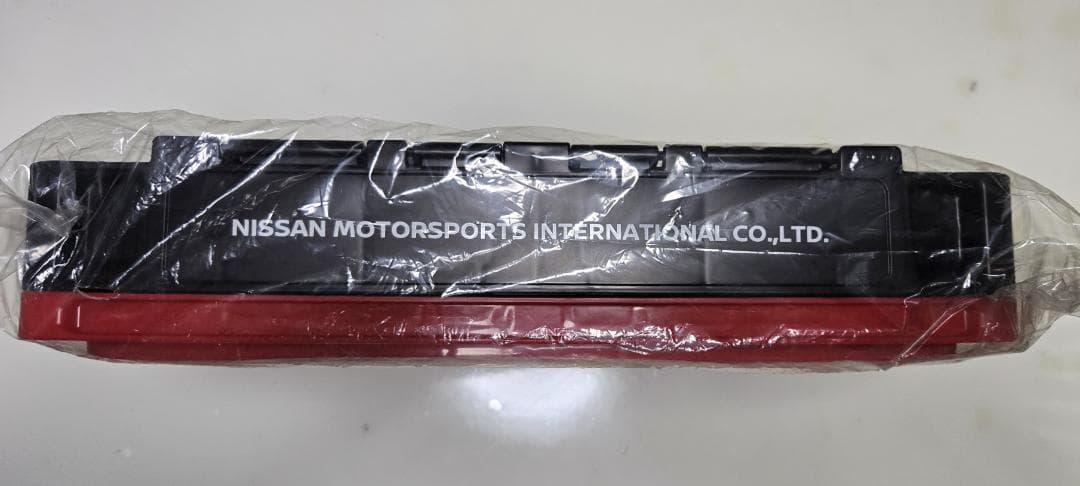 NISSAN MOTORSPORTS INTERNATIONAL CO.,LTD.